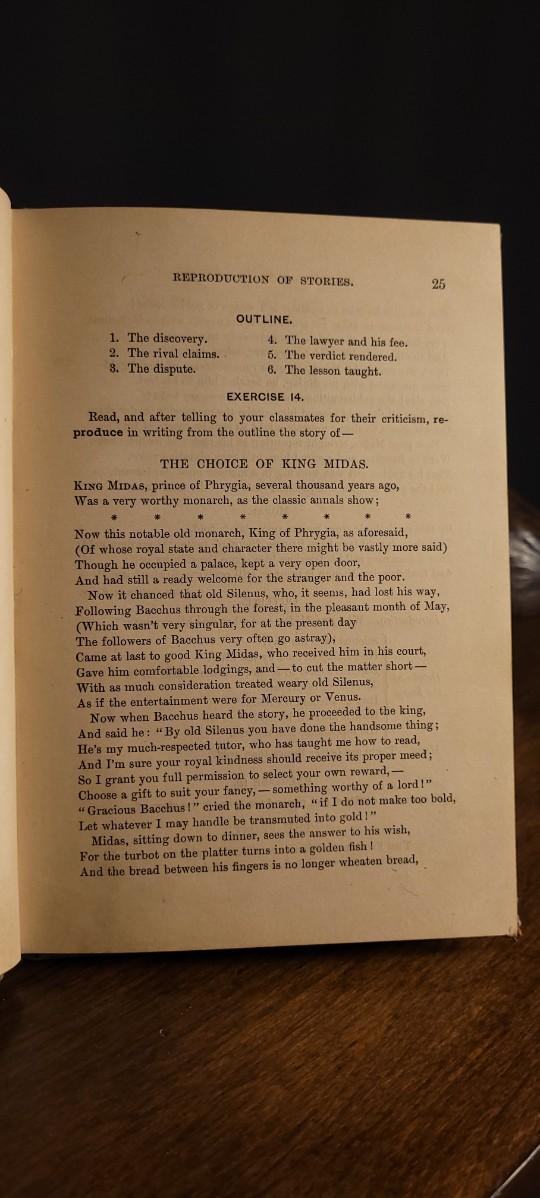 REPRODUCTION OF STORIES. 25
OUTLINE.
1. The discovery. 4. The lawyer and his fee.
2. The rival claims. 5. The verdict rendered.
3. The dispute. 6. The lesson taught.
EXERCISE 14.
Read, and after telling to your classmates for their criticism, re-
produce in writing from the outline the story of—
THE CHOICE OF KING MIDAS.
KING MIDAS, prince of Phrygia, several thousand years ago,
Was a very worthy monarch, as the classic annals show;
* * * * * * * *
Now this notable old monarch, King of Phrygia, as aforesaid,
(Of whose royal state and character there might be vastly more said)
Though he occupied a palace, kept a very open door,
And had still a ready welcome for the stranger and the poor.
Now it chanced that old Silenus, who, it seems, had lost his way,
Following Bacchus through the forest, in the pleasant month of May,
(Which wasn't very singular, for at the present day
The followers of Bacchus very often go astray),
Came at last to good King Midas, who received him in his court,
Gave him comfortable lodgings, and—to cut the matter short—
With as much consideration treated weary old Silenus,
As if the entertainment were for Mercury or Venus.
Now when Bacchus heard the story, he proceeded to the king,
And said he: "By old Silenus you have done the handsome thing;
He's my much-respected tutor, who has taught me how to read,
And I'm sure your royal kindness should receive its proper meed;
So I grant you full permission to select your own reward,—
Choose a gift to suit your fancy,—something worthy of a lord!"
"Gracious Bacchus!" cried the monarch, "if I do not make too bold,
Let whatever I may handle be transmuted into gold!"
Midas, sitting down to dinner, sees the answer to his wish,
For the turbot on the platter turns into a golden fish!
And the bread between his fingers is no longer wheaten bread,